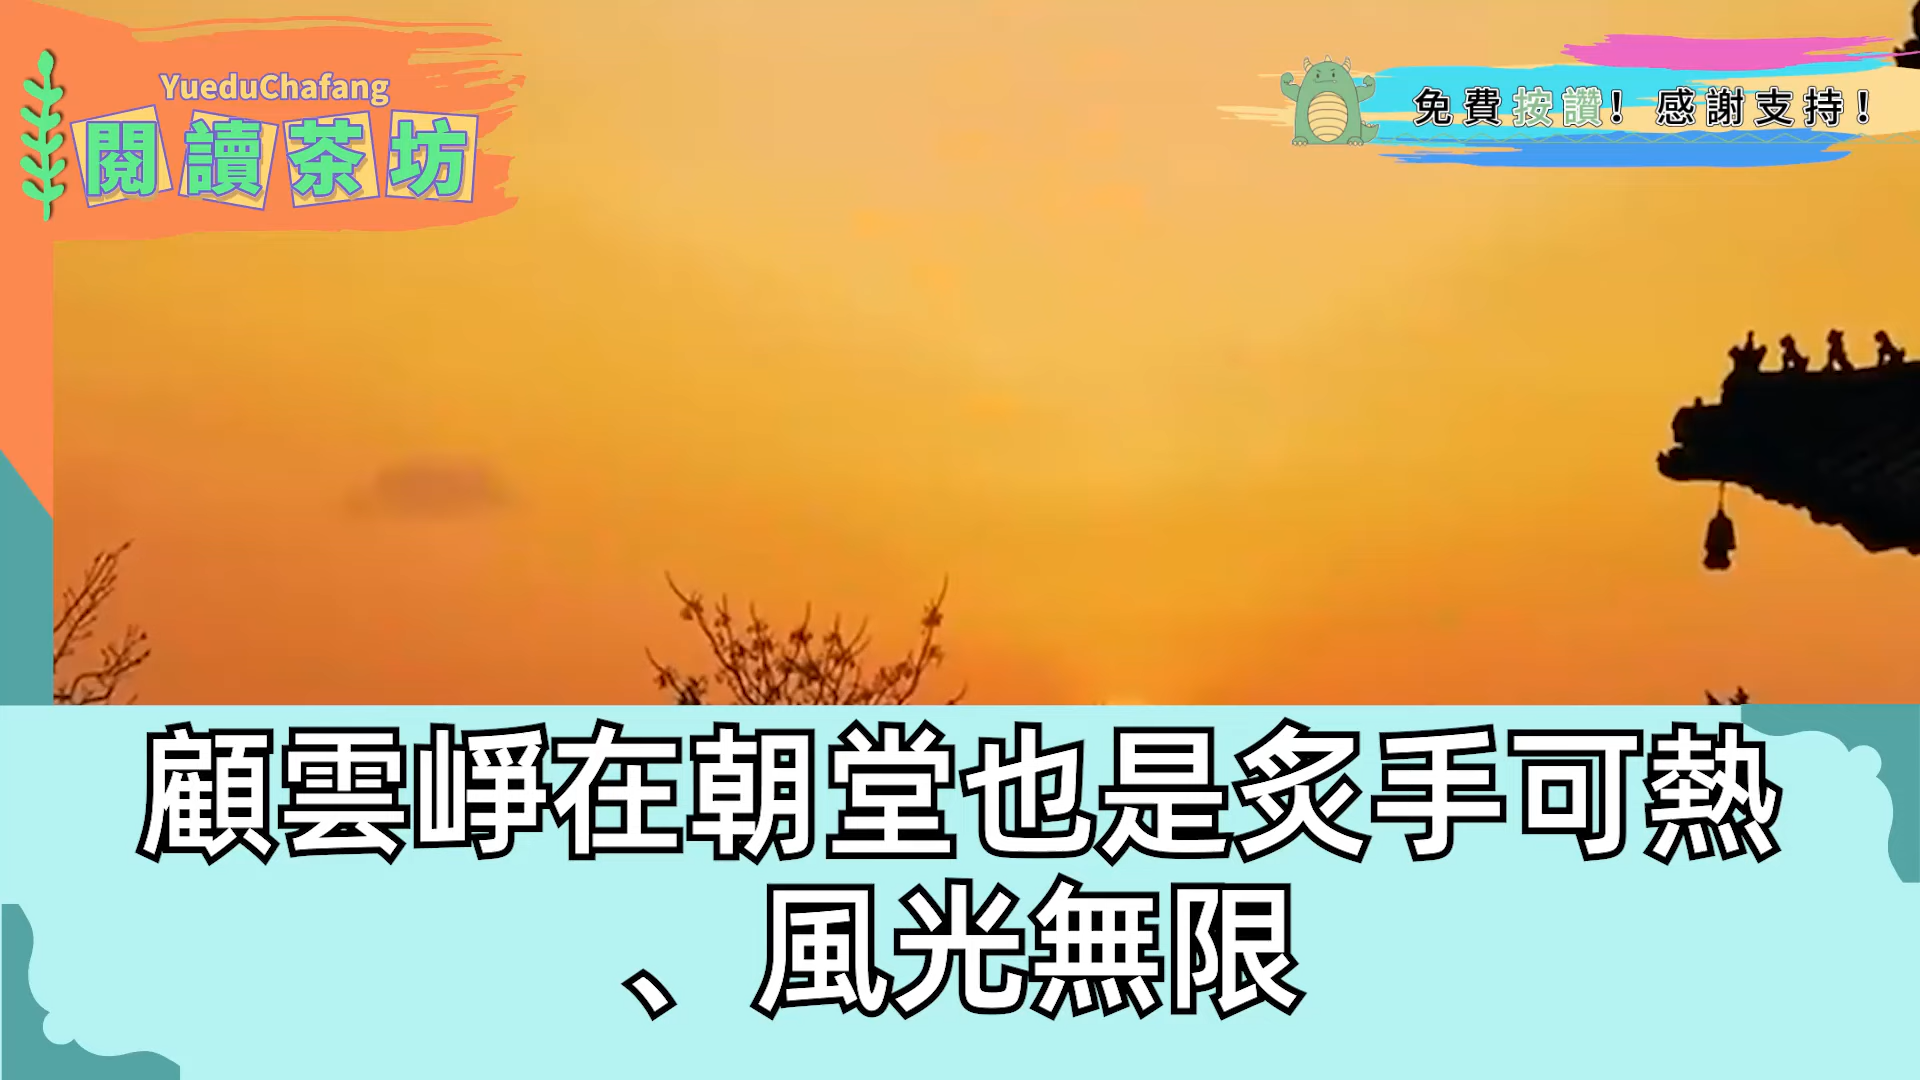 YueduChafang
閱讀茶坊
免費按讚！感謝支持！
顧雲崢在朝堂也是炙手可熱
、風光無限